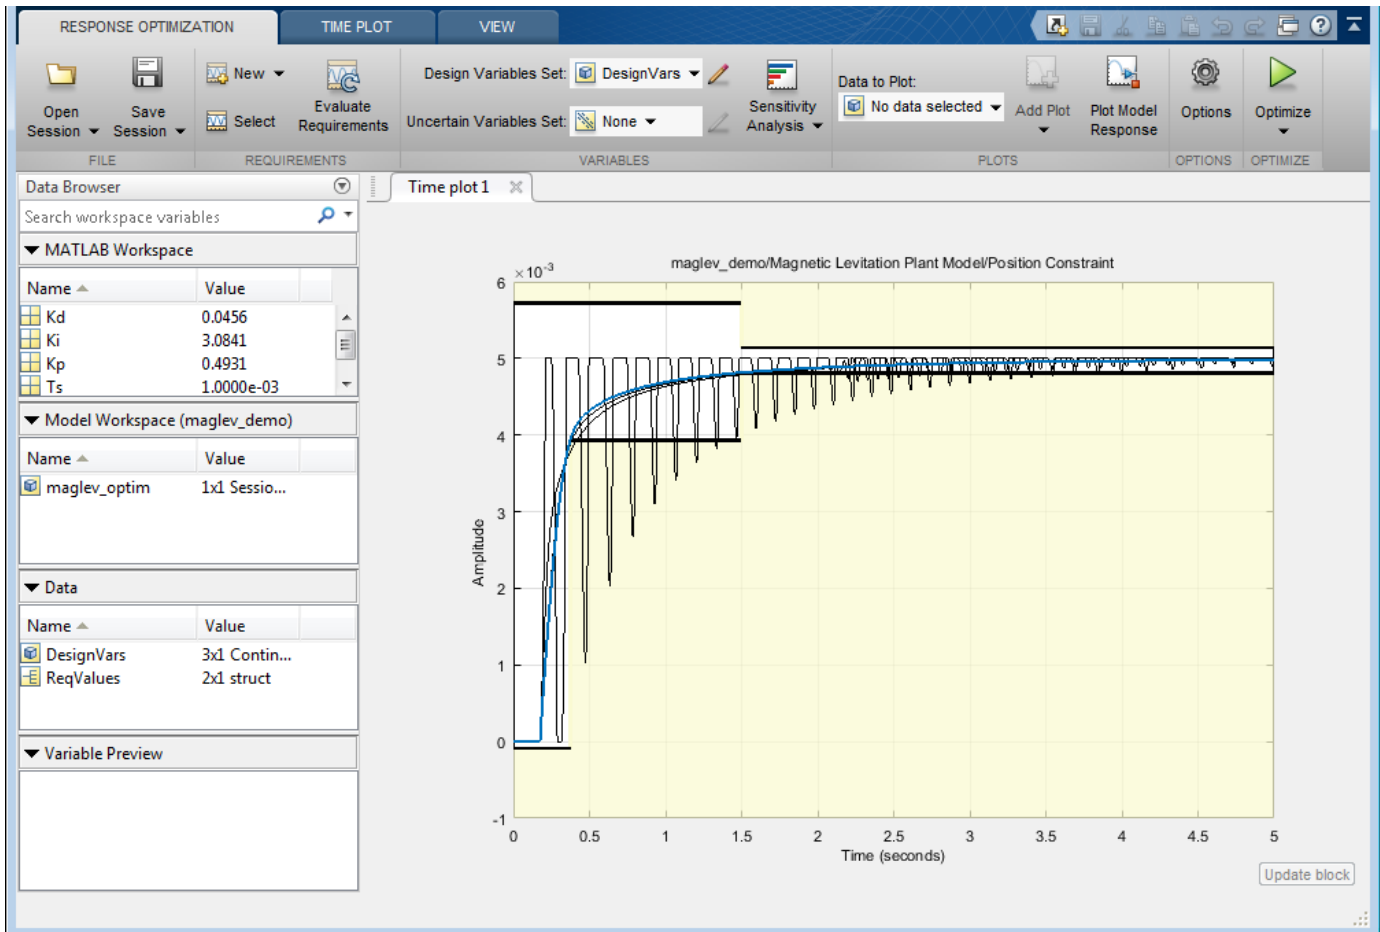 RESPONSE OPTIMIZATION TIME PLOT VIEW
New Design Variables Set: DesignVars Data to Plot:
Open Session Save Session Select Evaluate Requirements Uncertain Variables Set: None Sensitivity Analysis No data selected Add Plot Plot Model Response Options Optimize
FILE REQUIREMENTS VARIABLES PLOTS OPTIONS OPTIMIZE
Data Browser
Search workspace variables
MATLAB Workspace
Name Value
Kd 0.0456
Ki 3.0841
Kp 0.4931
Ts 1.0000e-03
Model Workspace (maglev_demo)
Name Value
maglev_optim 1x1 Sessio...
Data
Name Value
DesignVars 3x1 Contin...
ReqValues 2x1 struct
Variable Preview
Time plot 1
maglev_demo/Magnetic Levitation Plant Model/Position Constraint
×10-3
6
5
4
3
2
1
0
-1
Amplitude
0 0.5 1 1.5 2 2.5 3 3.5 4 4.5 5
Time (seconds)
Update block